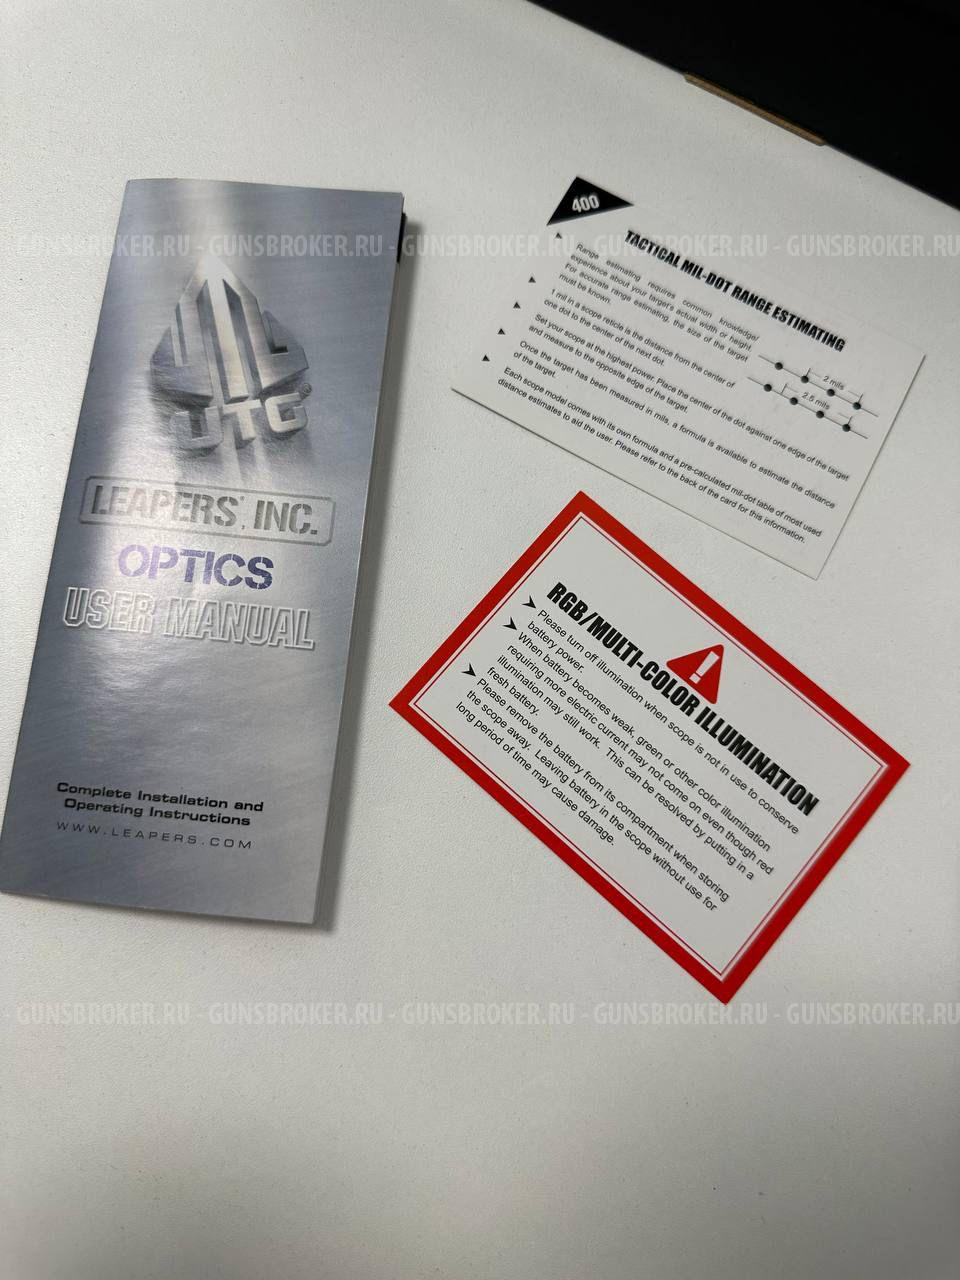 GUNSBROKER.RU - GUNSBROKER.RU - GUNSBROKER.RU - GUNSBROKER.RU - GUNSBROKER.RU
UTG®
LEAPERS®, INC.
OPTICS
USER MANUAL
Complete Installation and
Operating Instructions
WWW.LEAPERS.COM
400
TACTICAL MIL-DOT RANGE ESTIMATING
Range estimating requires common knowledge/
experience about your target's actual width or height.
For accurate range estimating, the size of the target
must be known.
1 mil in a scope reticle is the distance from the center of
one dot to the center of the next dot.
Set your scope at the highest power. Place the center of the dot against one edge of the target
and measure to the opposite edge of the target.
Once the target has been measured in mils, a formula is available to estimate the distance
of the target.
Each scope model comes with its own formula and a pre-calculated mil-dot table of most used
distance estimates to aid the user. Please refer to the back of the card for this information.
2 mils
2.5 mils
RGB/MULTI-COLOR ILLUMINATION
Please turn off illumination when scope is not in use to conserve
battery power.
When battery becomes weak, green or other color illumination
requiring more electric current may not come on even though red
illumination may still work. This can be resolved by putting in a
fresh battery.
Please remove the battery from its compartment when storing
the scope away. Leaving battery in the scope without use for
long period of time may cause damage.
GUNSBROKER.RU - GUNSBROKER.RU - GUNSBROKER.RU - GUNSBROKER.RU - GUNSBROKER.RU